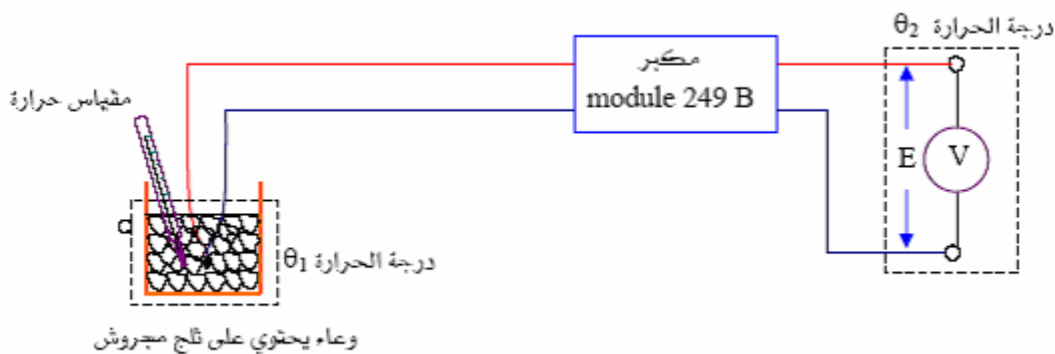 درجة الحرارة θ2
مكبر
module 249 B
مقياس حرارة
E
V
d
درجة الحرارة θ1
وعاء يحتوي على ثلج مجروش